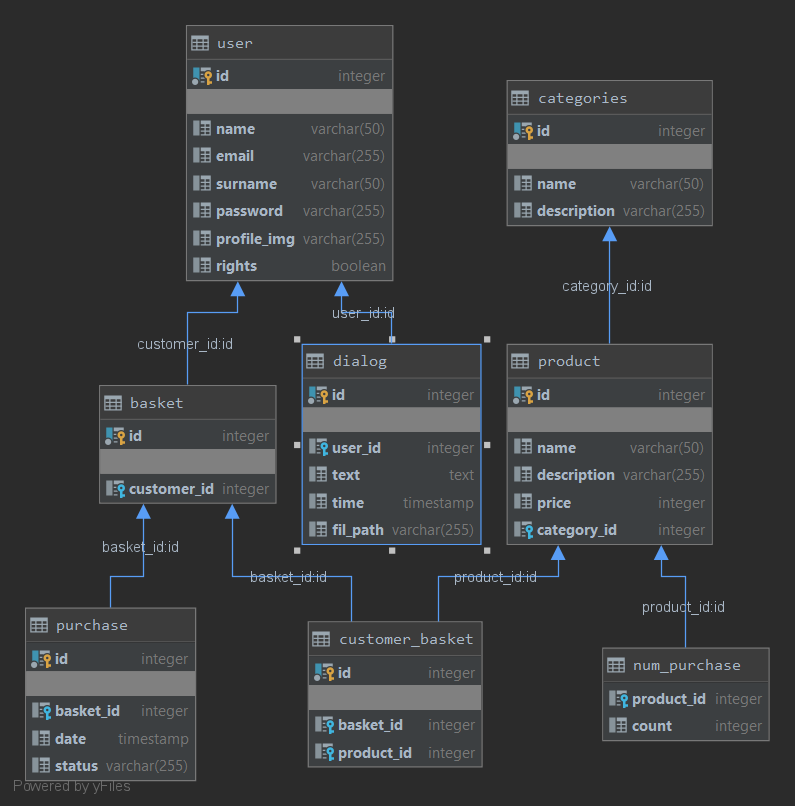 user
id integer
name varchar(50)
email varchar(255)
surname varchar(50)
password varchar(255)
profile_img varchar(255)
rights boolean
categories
id integer
name varchar(50)
description varchar(255)
category_id:id
user_id:id
customer_id:id
basket
id integer
customer_id integer
dialog
id integer
user_id integer
text text
time timestamp
fil_path varchar(255)
product
id integer
name varchar(50)
description varchar(255)
price integer
category_id integer
basket_id:id
basket_id:id
product_id:id
product_id:id
purchase
id integer
basket_id integer
date timestamp
status varchar(255)
customer_basket
id integer
basket_id integer
product_id integer
num_purchase
product_id integer
count integer
Powered by yFiles